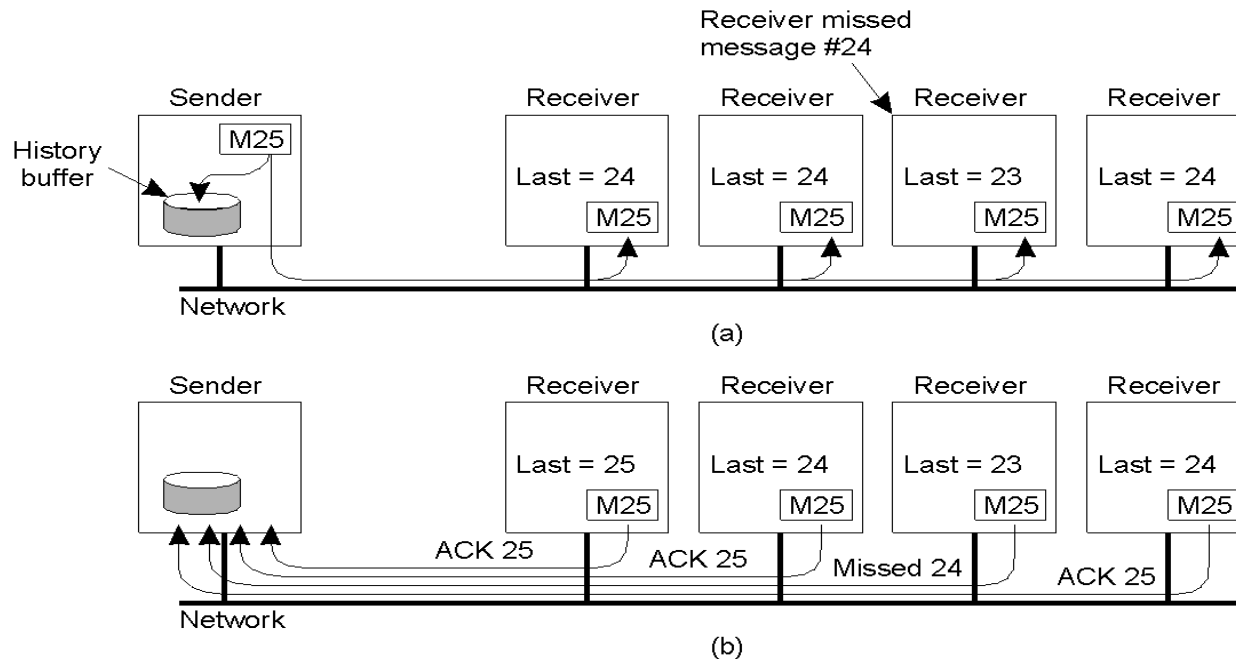 Receiver missed
message #24
Sender
Receiver
Receiver
Receiver
Receiver
History
buffer
M25
Last = 24
Last = 24
Last = 23
Last = 24
M25
M25
M25
M25
Network
(a)
Sender
Receiver
Receiver
Receiver
Receiver
Last = 25
Last = 24
Last = 23
Last = 24
M25
M25
M25
M25
ACK 25
ACK 25
Missed 24
ACK 25
Network
(b)